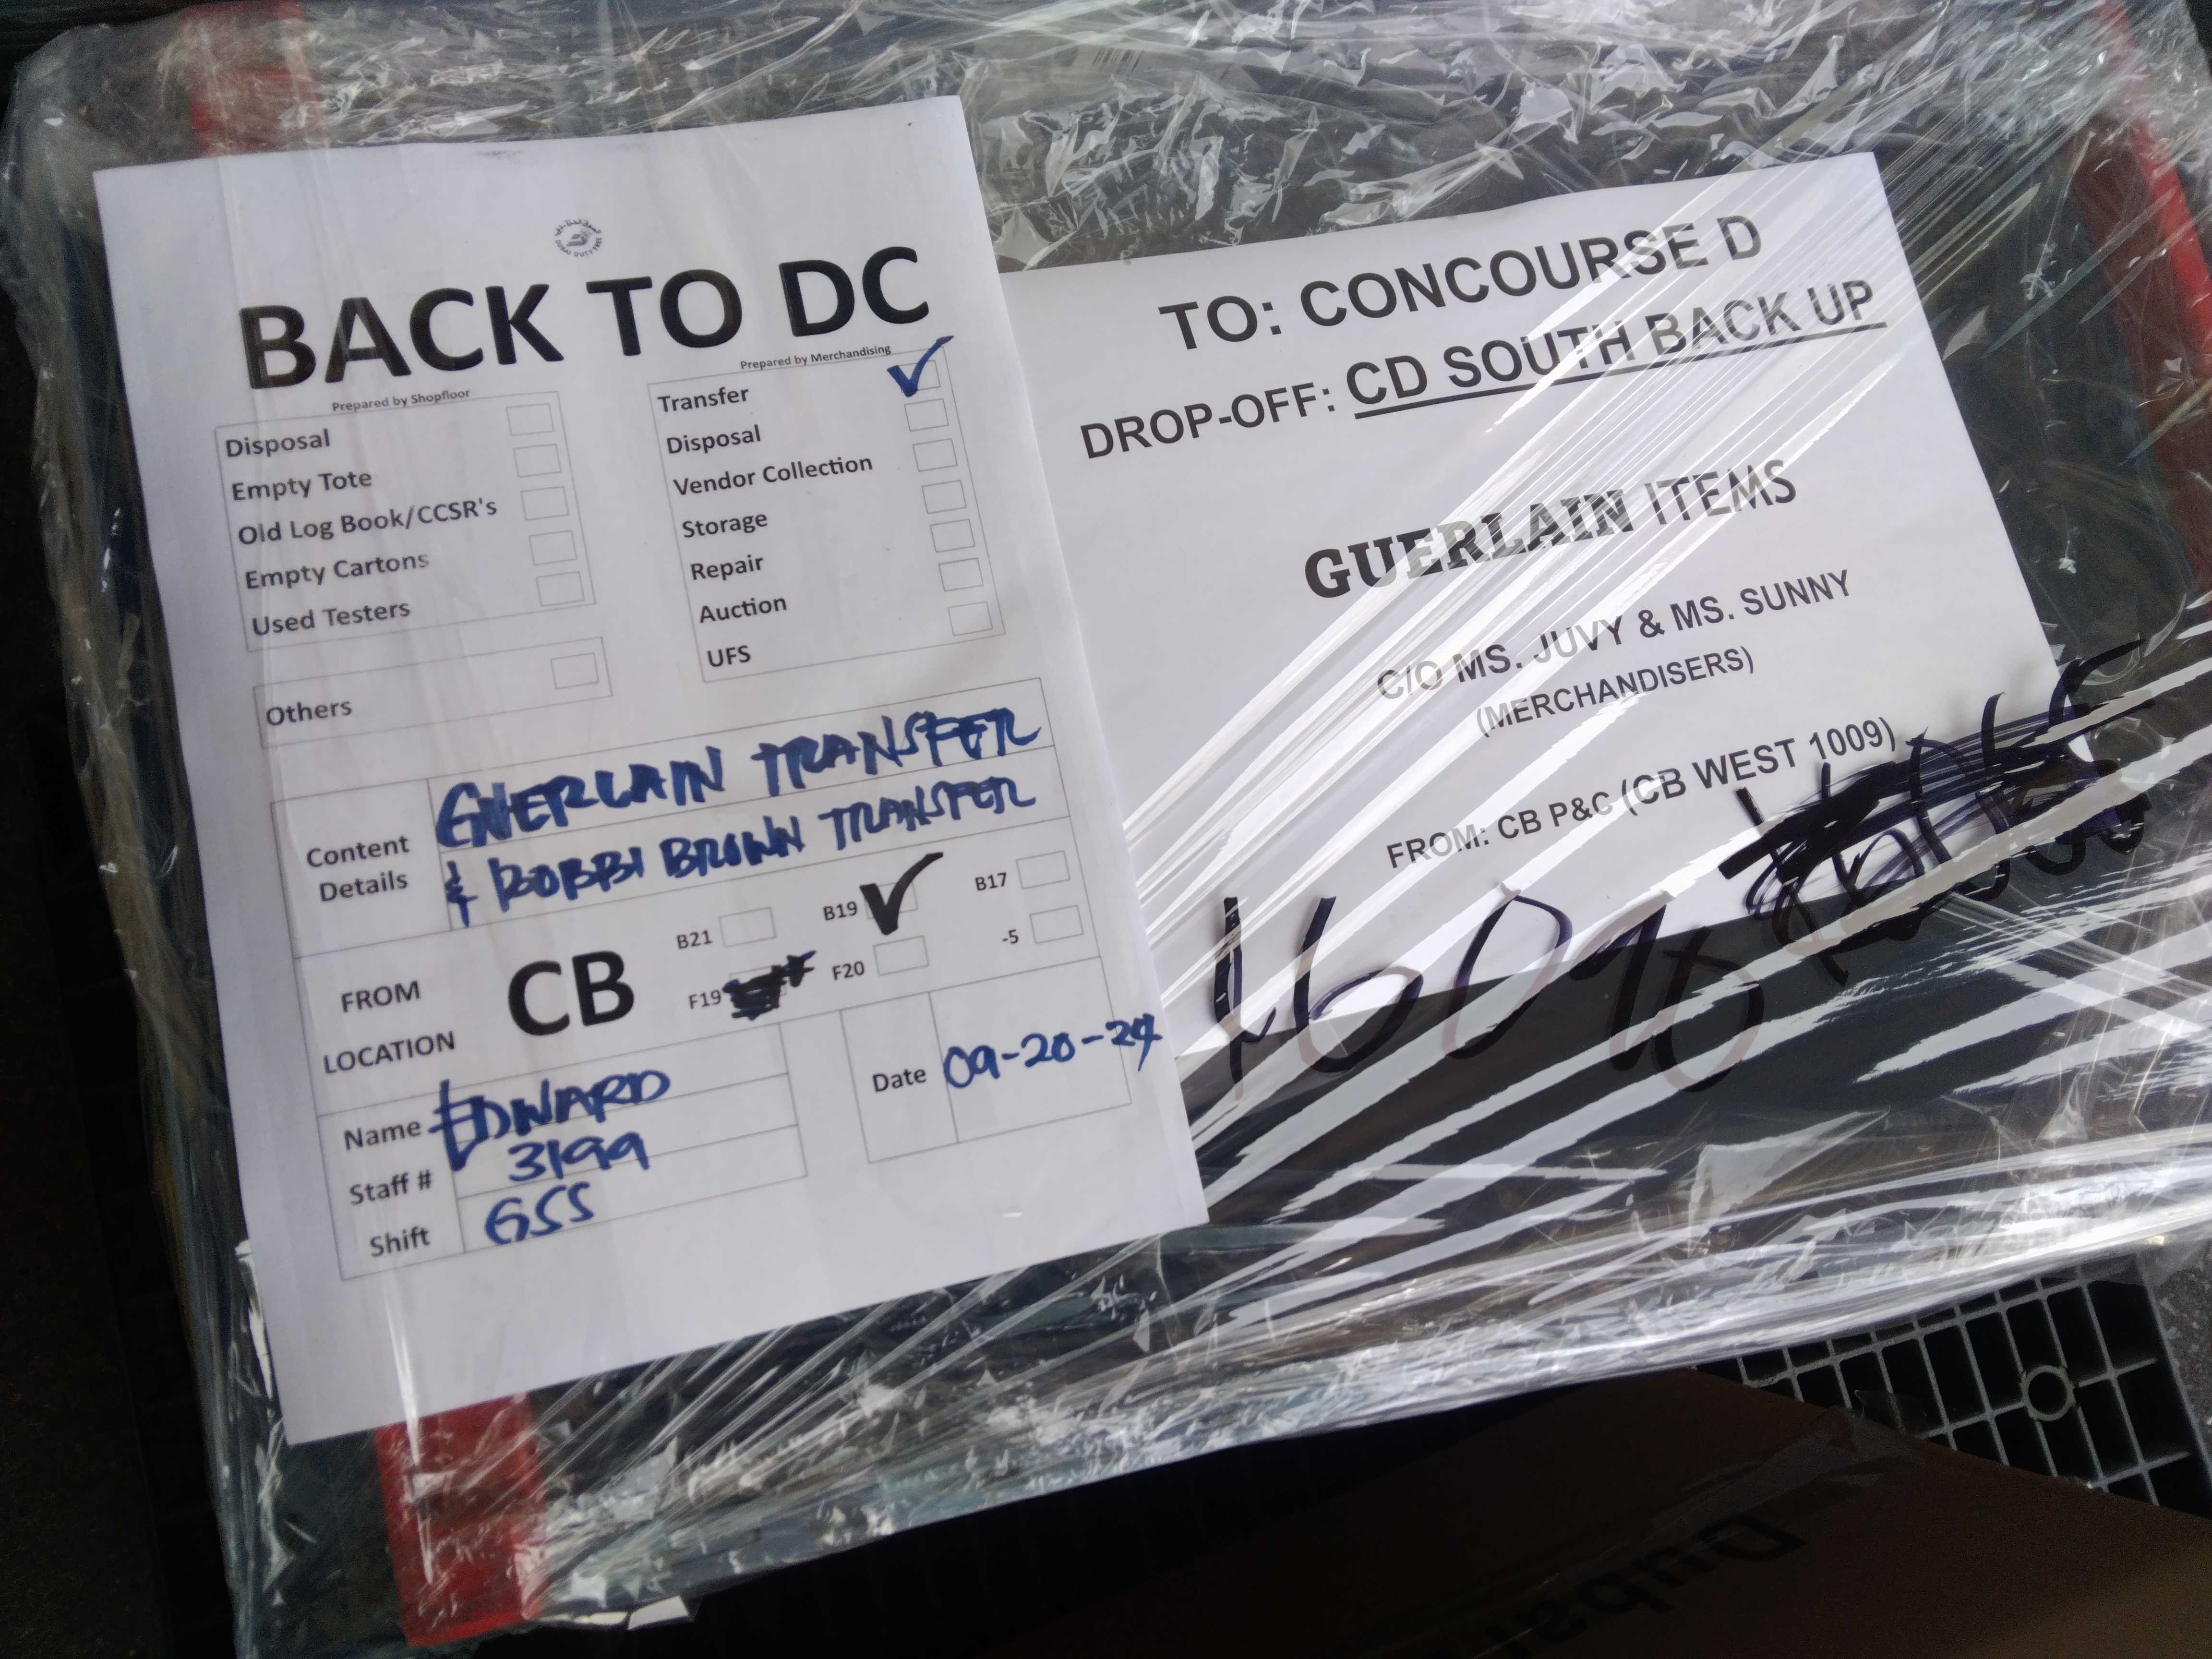 BACK TO DC
Prepared by Shopfloor
Disposal
Empty Tote
Old Log Book/CCSR's
Empty Cartons
Used Testers
Others
Prepared by Merchandising
Transfer ✓
Disposal
Vendor Collection
Storage
Repair
Auction
UFS
Content Details
GUERLAIN TRANSFER
& BOBBI BROWN TRANSFER
FROM LOCATION
CB
B21
B19 ✓
B17
F19
F20
-5
Name EDWARD
Staff # 3199
Shift GSS
Date 09-20-24
TO: CONCOURSE D
DROP-OFF: CD SOUTH BACK UP
GUERLAIN ITEMS
C/O MS. JUVY & MS. SUNNY
(MERCHANDISERS)
FROM: CB P&C (CB WEST 1009)